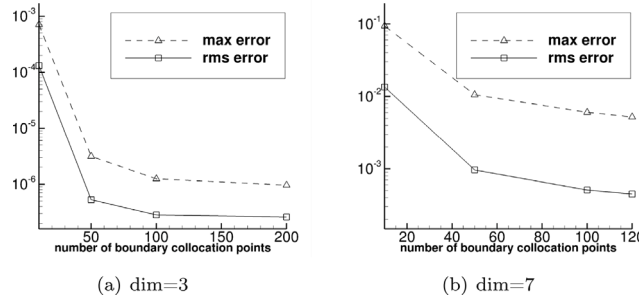 10⁻³
10⁻⁴
10⁻⁵
10⁻⁶
max error
rms error
50 100 150 200
number of boundary collocation points
(a) dim=3
10⁻¹
10⁻²
10⁻³
max error
rms error
20 40 60 80 100 120
number of boundary collocation points
(b) dim=7